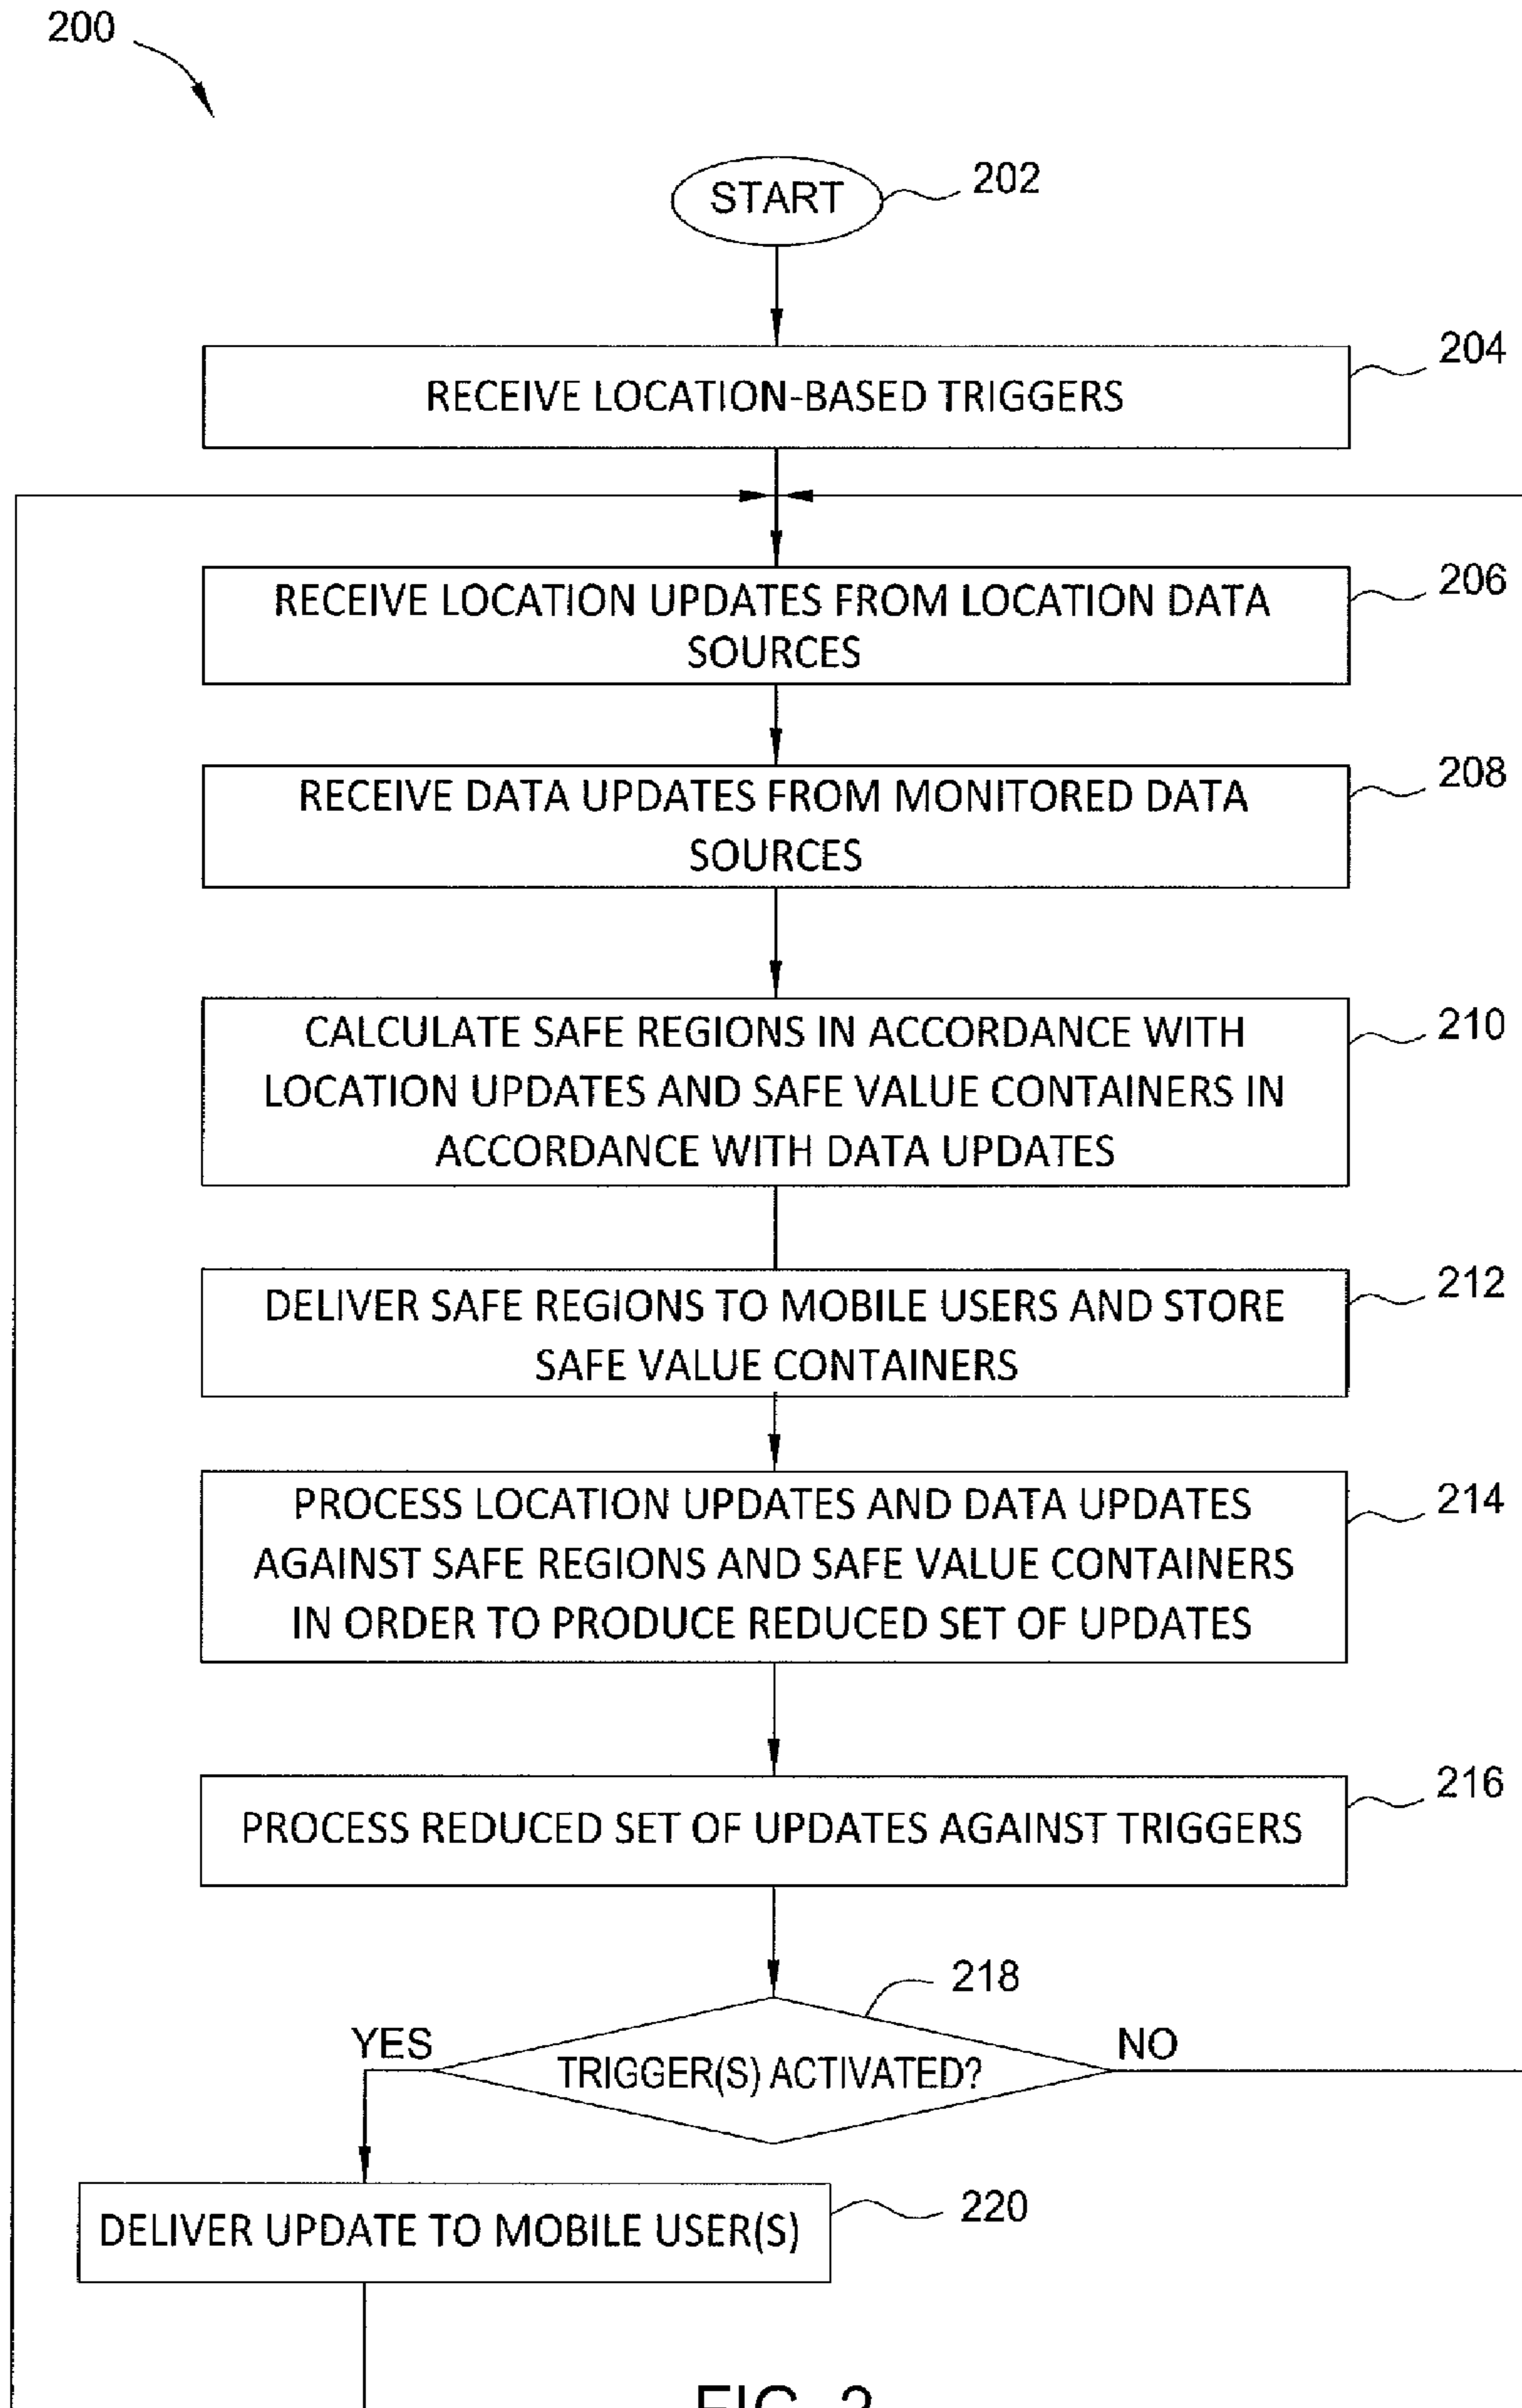 200
START
202
RECEIVE LOCATION-BASED TRIGGERS
204
RECEIVE LOCATION UPDATES FROM LOCATION DATA
SOURCES
206
RECEIVE DATA UPDATES FROM MONITORED DATA
SOURCES
208
CALCULATE SAFE REGIONS IN ACCORDANCE WITH
LOCATION UPDATES AND SAFE VALUE CONTAINERS IN
ACCORDANCE WITH DATA UPDATES
210
DELIVER SAFE REGIONS TO MOBILE USERS AND STORE
SAFE VALUE CONTAINERS
212
PROCESS LOCATION UPDATES AND DATA UPDATES
AGAINST SAFE REGIONS AND SAFE VALUE CONTAINERS
IN ORDER TO PRODUCE REDUCED SET OF UPDATES
214
PROCESS REDUCED SET OF UPDATES AGAINST TRIGGERS
216
218
YES
TRIGGER(S) ACTIVATED?
NO
DELIVER UPDATE TO MOBILE USER(S)
220
FIG.